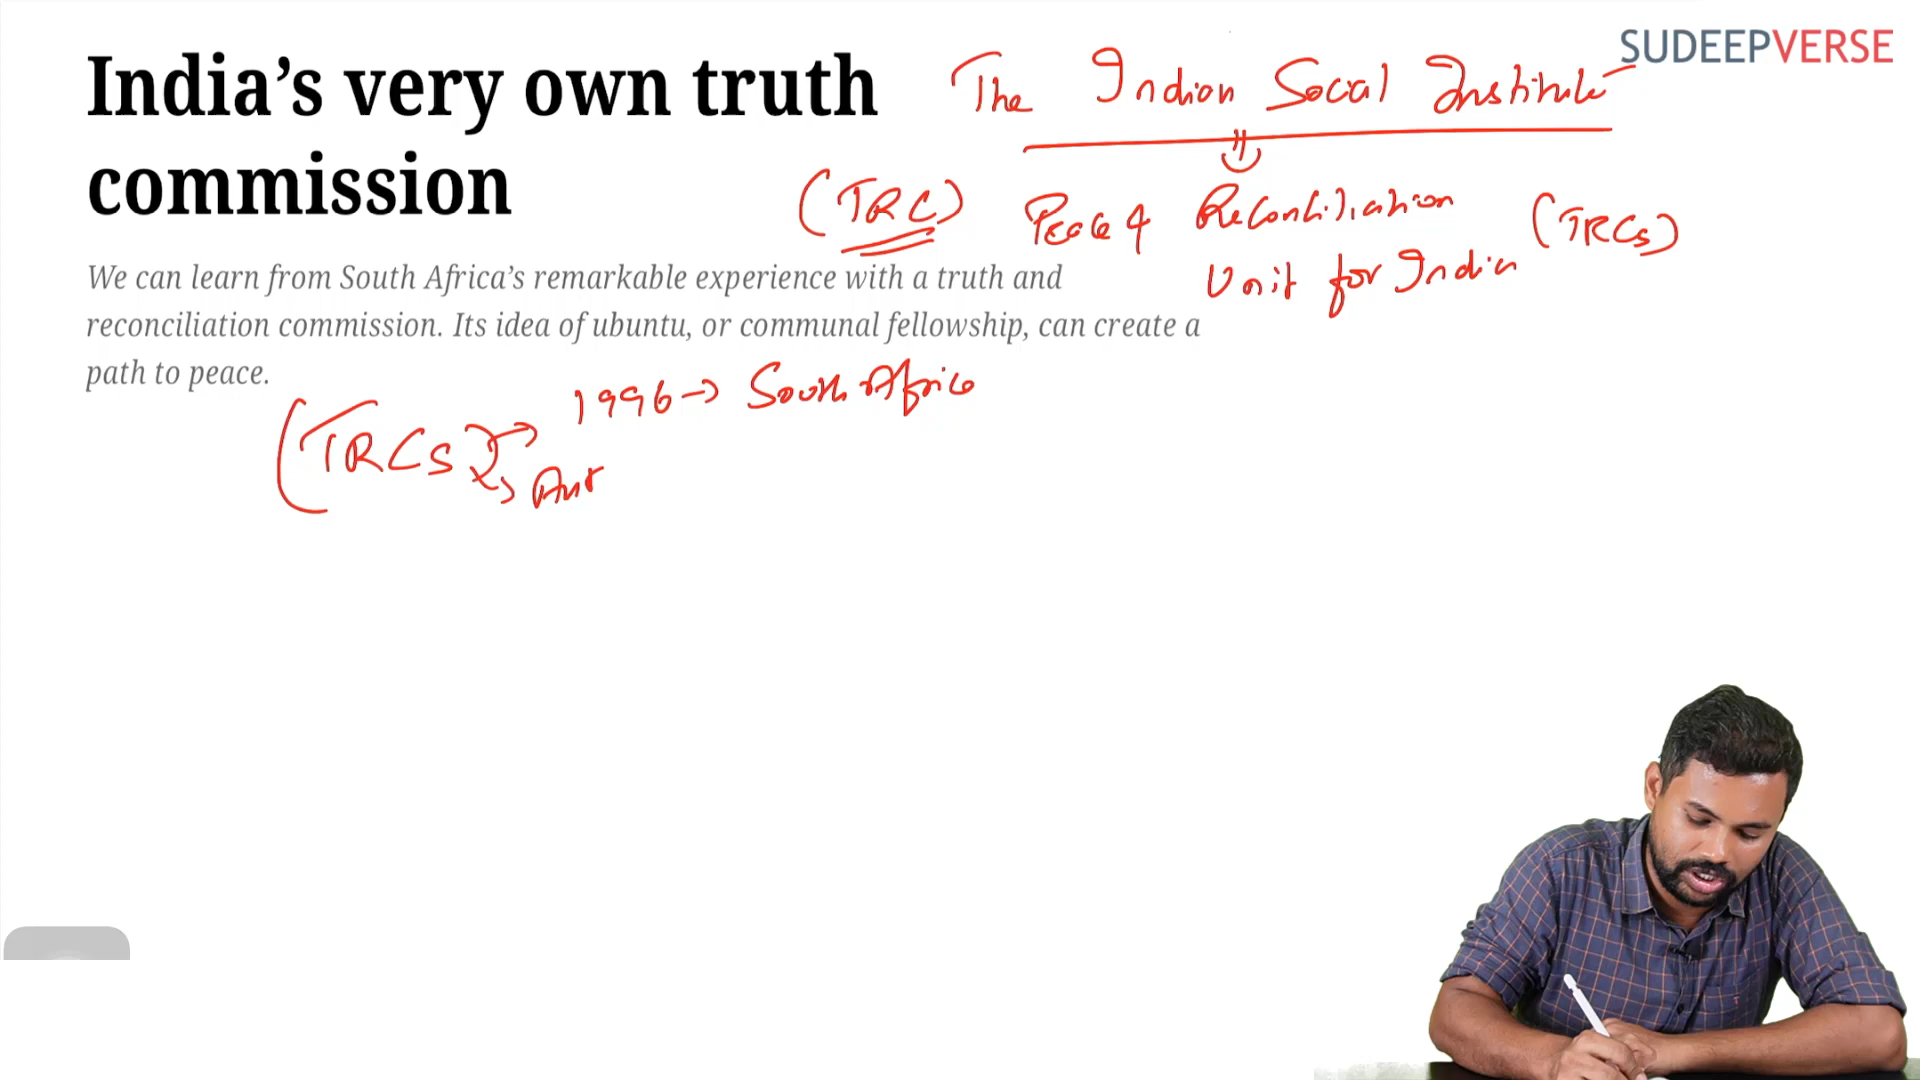 SUDEEPVERSE
India's very own truth
commission
The Indian Social Institute
(TRC) Peace & Reconciliation (TRCs)
Unit for India
We can learn from South Africa's remarkable experience with a truth and
reconciliation commission. Its idea of ubuntu, or communal fellowship, can create a
path to peace.
1996 → South Africa
(TRCs) →